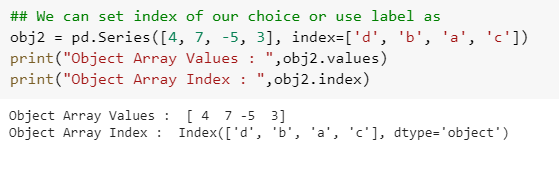 ## We can set index of our choice or use label as
obj2 = pd.Series([4, 7, -5, 3], index=['d', 'b', 'a', 'c'])
print("Object Array Values : ",obj2.values)
print("Object Array Index : ",obj2.index)
Object Array Values :  [ 4  7 -5  3]
Object Array Index :  Index(['d', 'b', 'a', 'c'], dtype='object')